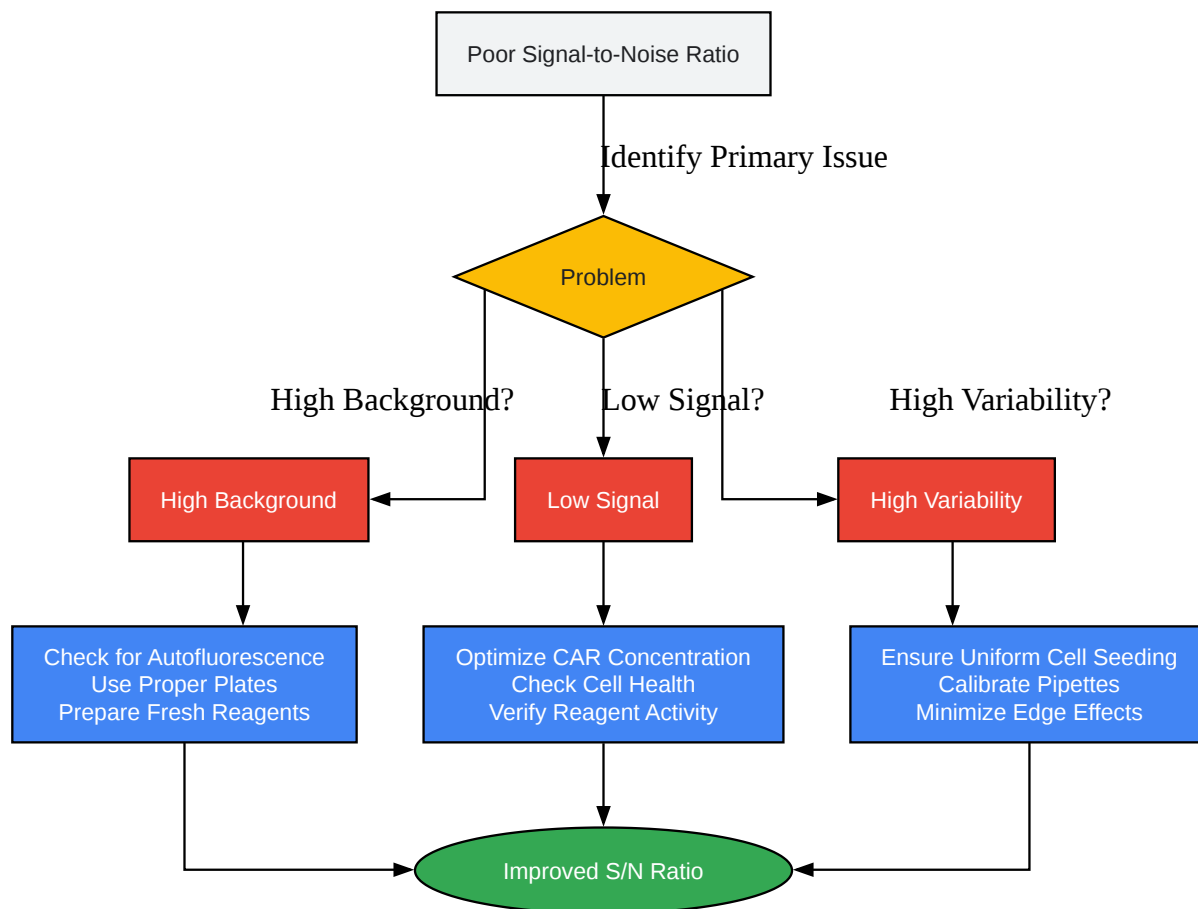 Poor Signal-to-Noise Ratio
Identify Primary Issue
Problem
High Background?
Low Signal?
High Variability?
High Background
Low Signal
High Variability
Check for Autofluorescence
Use Proper Plates
Prepare Fresh Reagents
Optimize CAR Concentration
Check Cell Health
Verify Reagent Activity
Ensure Uniform Cell Seeding
Calibrate Pipettes
Minimize Edge Effects
Improved S/N Ratio